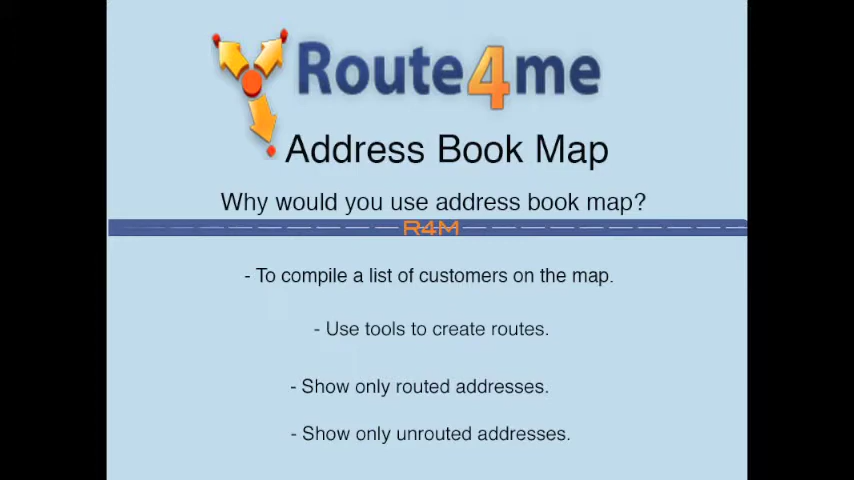 Route4me
Address Book Map
Why would you use address book map?
R4M
- To compile a list of customers on the map.
- Use tools to create routes.
- Show only routed addresses.
- Show only unrouted addresses.